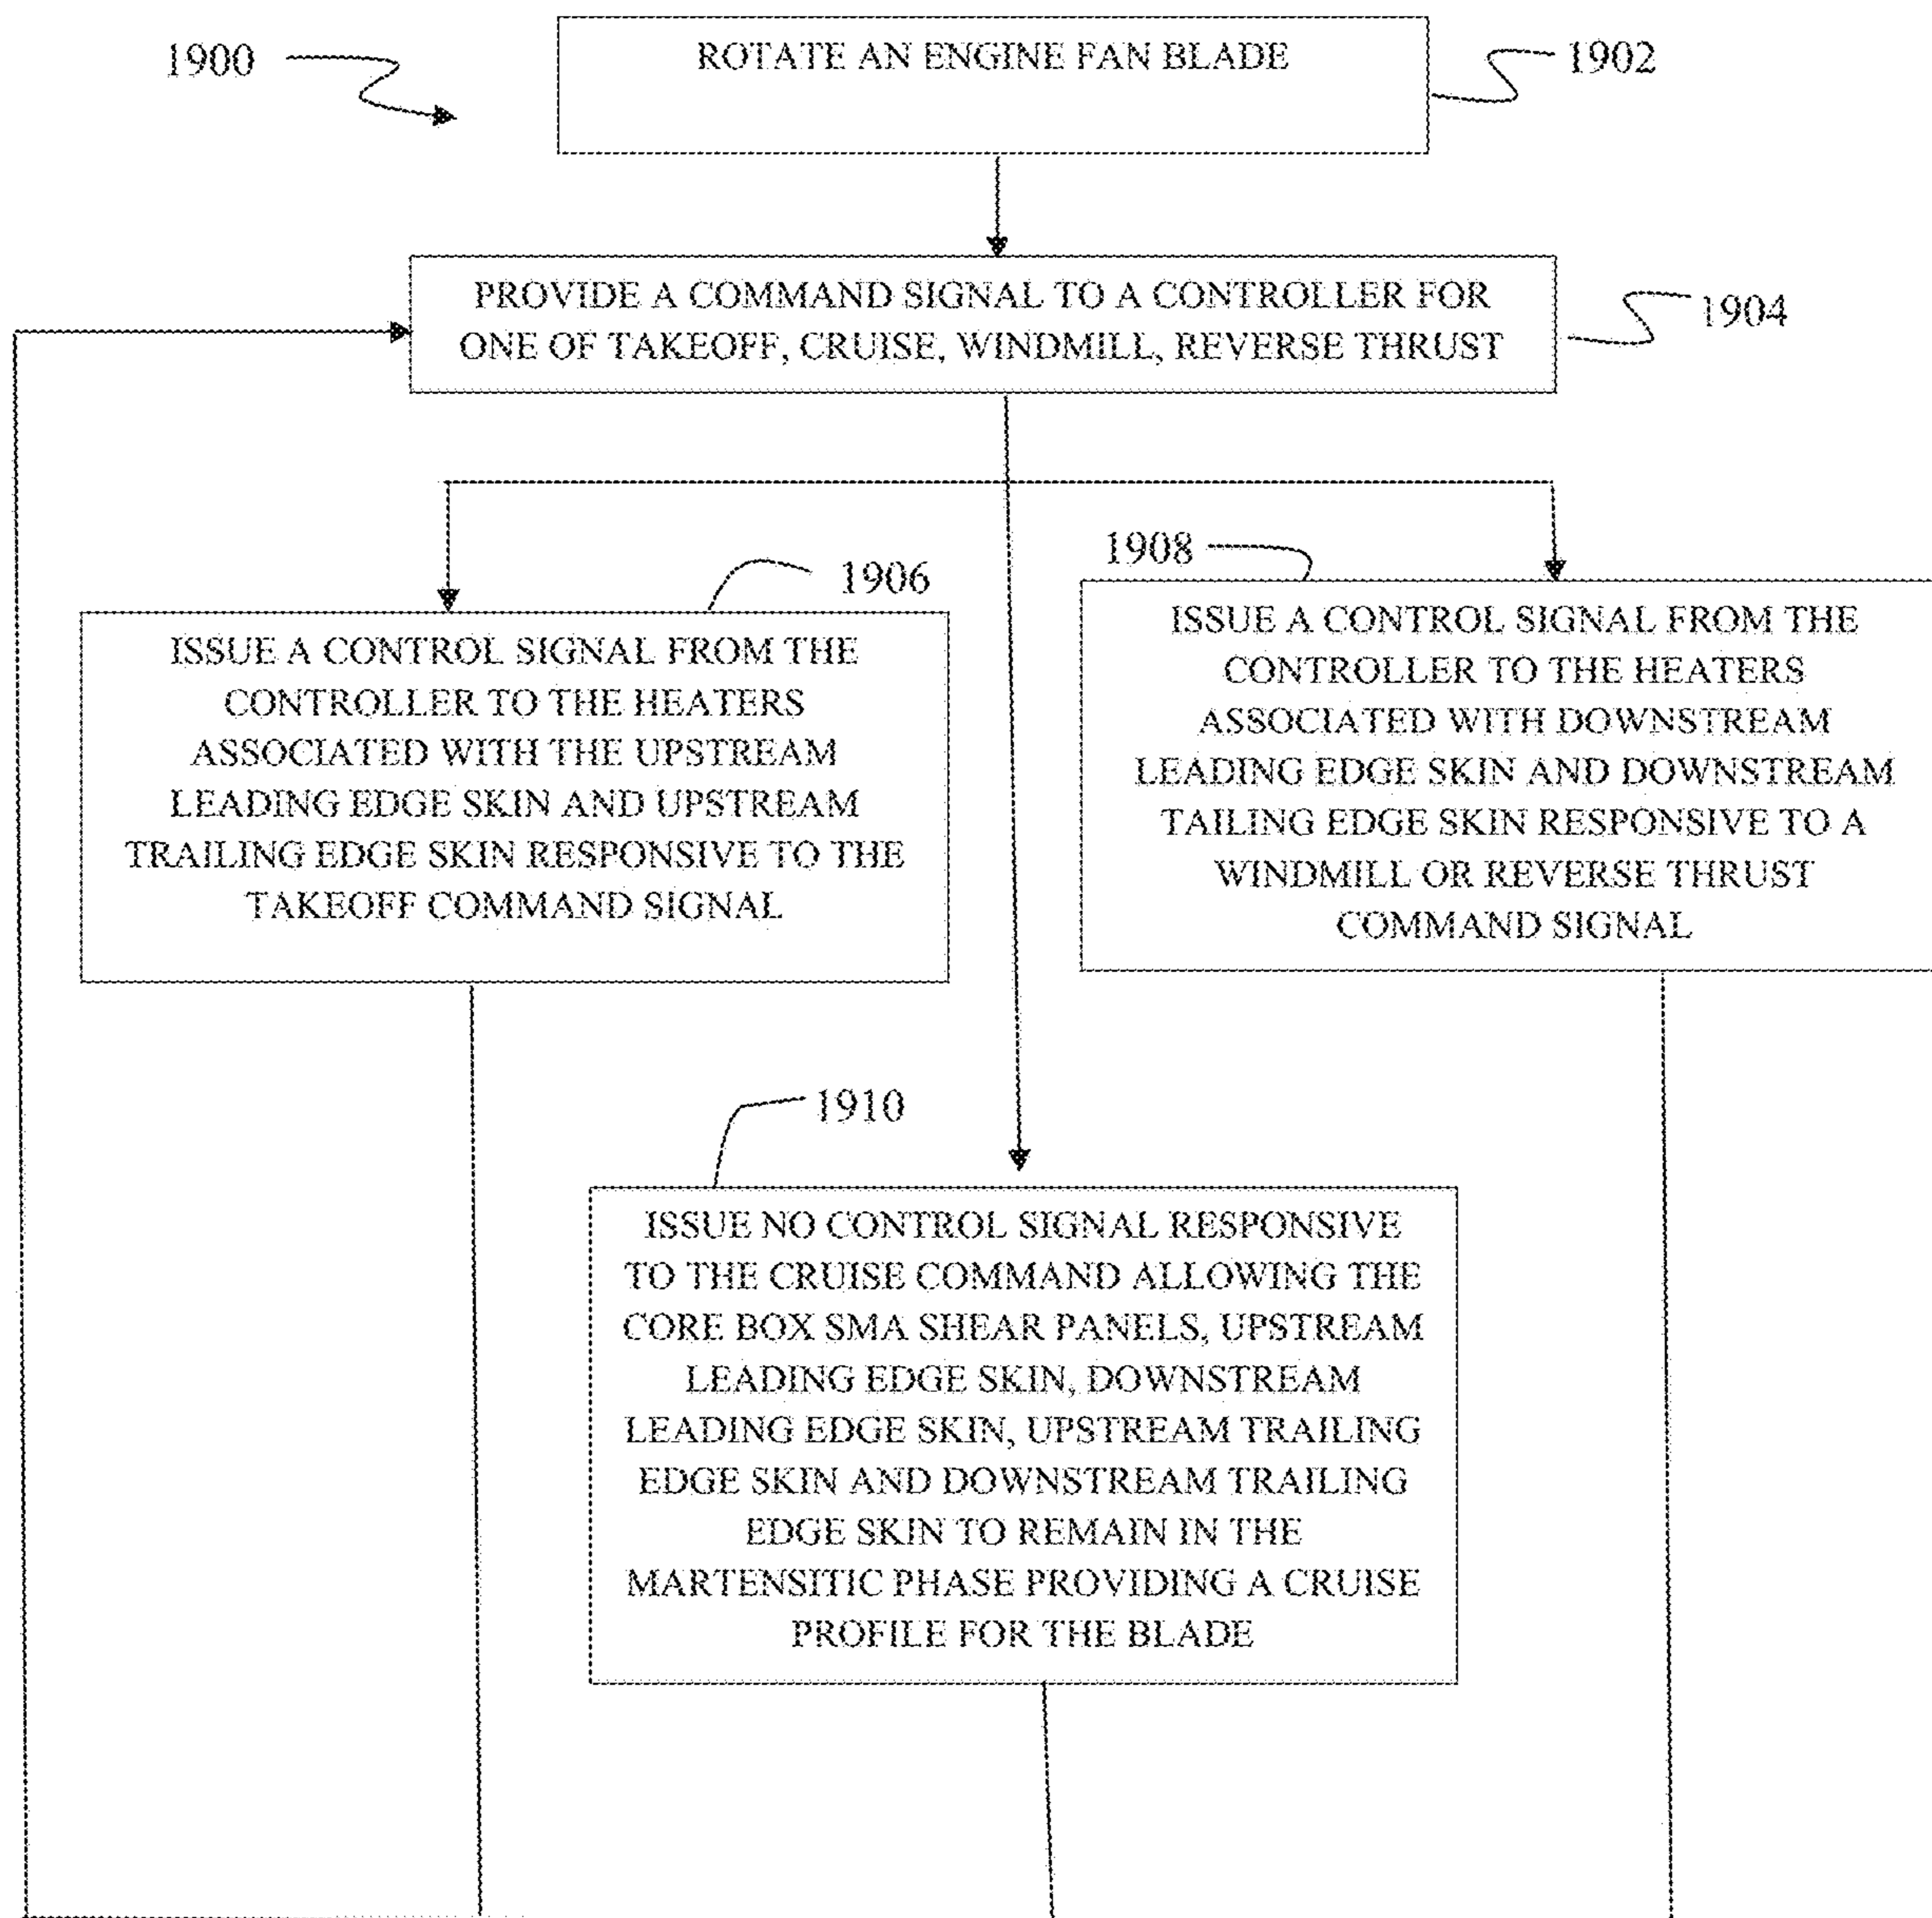 1900
ROTATE AN ENGINE FAN BLADE
1902
PROVIDE A COMMAND SIGNAL TO A CONTROLLER FOR
ONE OF TAKEOFF, CRUISE, WINDMILL, REVERSE THRUST
1904
1906
ISSUE A CONTROL SIGNAL FROM THE
CONTROLLER TO THE HEATERS
ASSOCIATED WITH THE UPSTREAM
LEADING EDGE SKIN AND UPSTREAM
TRAILING EDGE SKIN RESPONSIVE TO THE
TAKEOFF COMMAND SIGNAL
1908
ISSUE A CONTROL SIGNAL FROM THE
CONTROLLER TO THE HEATERS
ASSOCIATED WITH DOWNSTREAM
LEADING EDGE SKIN AND DOWNSTREAM
TAILING EDGE SKIN RESPONSIVE TO A
WINDMILL OR REVERSE THRUST
COMMAND SIGNAL
1910
ISSUE NO CONTROL SIGNAL RESPONSIVE
TO THE CRUISE COMMAND ALLOWING THE
CORE BOX SMA SHEAR PANELS, UPSTREAM
LEADING EDGE SKIN, DOWNSTREAM
LEADING EDGE SKIN, UPSTREAM TRAILING
EDGE SKIN AND DOWNSTREAM TRAILING
EDGE SKIN TO REMAIN IN THE
MARTENSITIC PHASE PROVIDING A CRUISE
PROFILE FOR THE BLADE